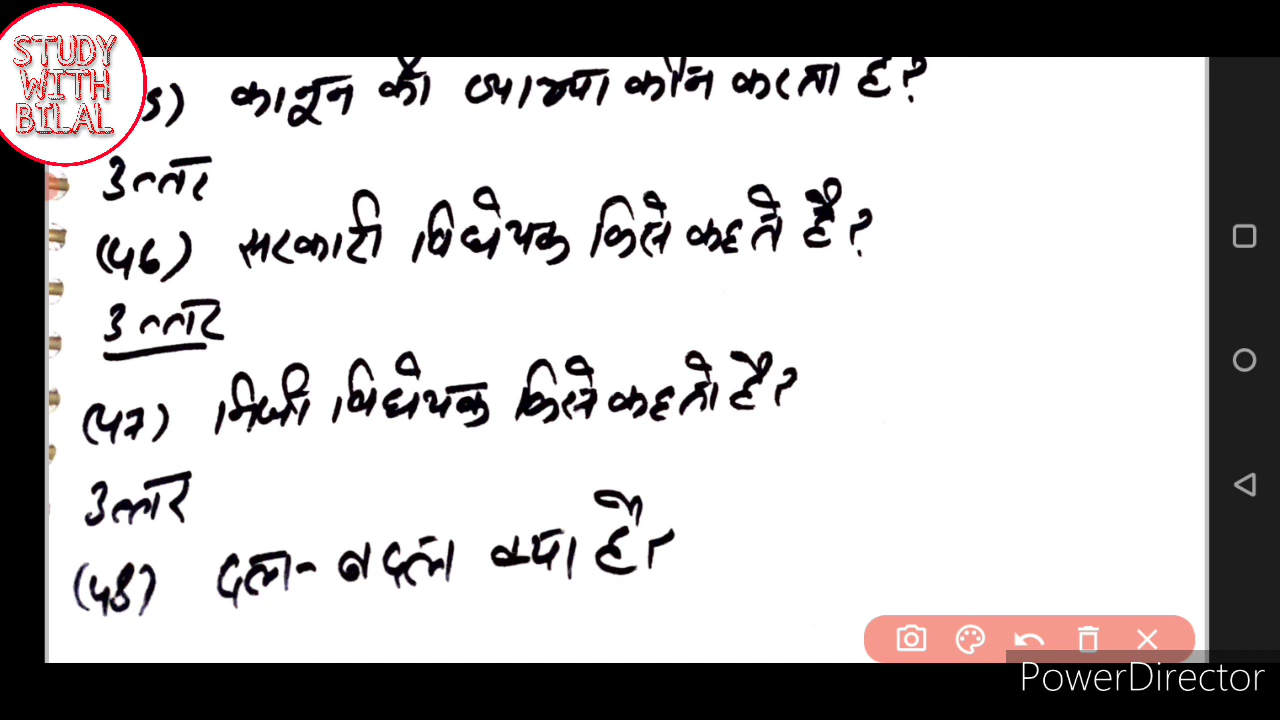 STUDY
WITH
BILAL
5) कानून की व्याख्या कौन करता है?
उत्तर
(46) सरकारी विधेयक किसे कहते हैं?
उत्तर
(47) निजी विधेयक किसे कहते हैं?
उत्तर
(48) दल-बदल क्या है?
PowerDirector